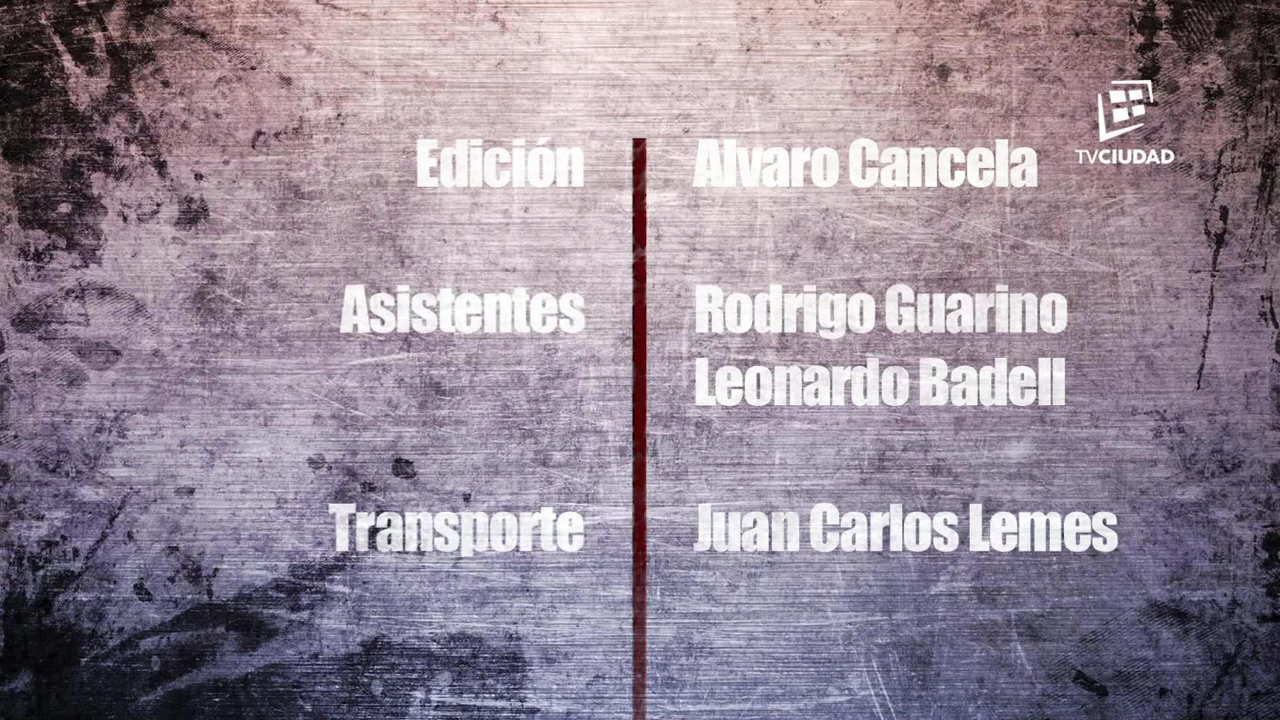 TVCIUDAD
Edición Alvaro Cancela
Asistentes Rodrigo Guarino
Leonardo Badell
Transporte Juan Carlos Lemes